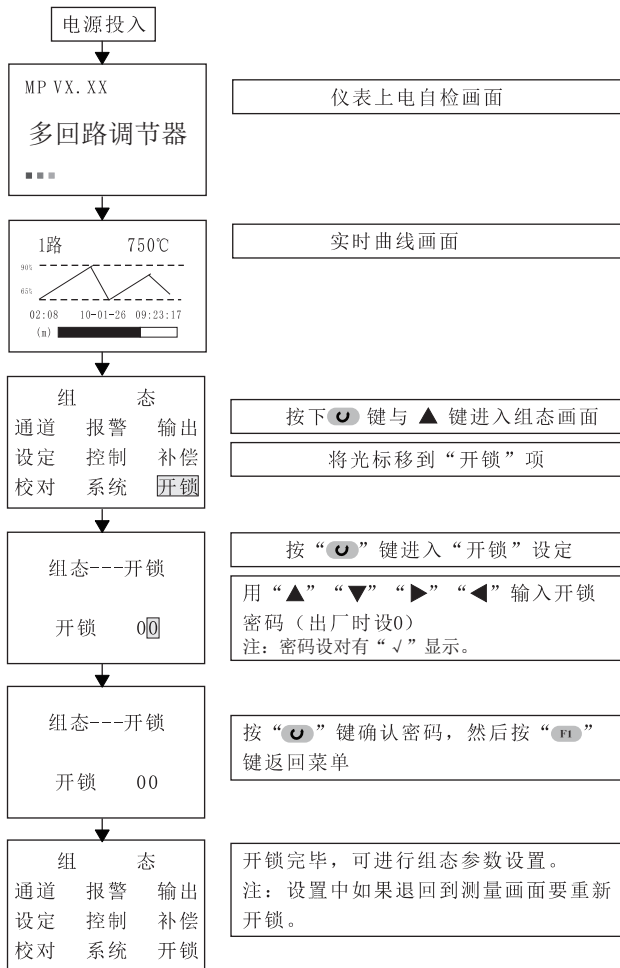 电源投入
MP VX.XX
多回路调节器
仪表上电自检画面
1路 750℃
90%
65%
02:08 10-01-26 09:23:17
(m)
实时曲线画面
组 态
通道 报警 输出
设定 控制 补偿
校对 系统 开锁
按下 键与 ▲ 键进入组态画面
将光标移到“开锁”项
组态---开锁
开锁 00
按“ ”键进入“开锁”设定
用“▲”“▼”“▶”“◀”输入开锁
密码（出厂时设0）
注：密码设对有“√”显示。
组态---开锁
开锁 00
按“ ”键确认密码，然后按“F1”
键返回菜单
组 态
通道 报警 输出
设定 控制 补偿
校对 系统 开锁
开锁完毕，可进行组态参数设置。
注：设置中如果退回到测量画面要重新
开锁。